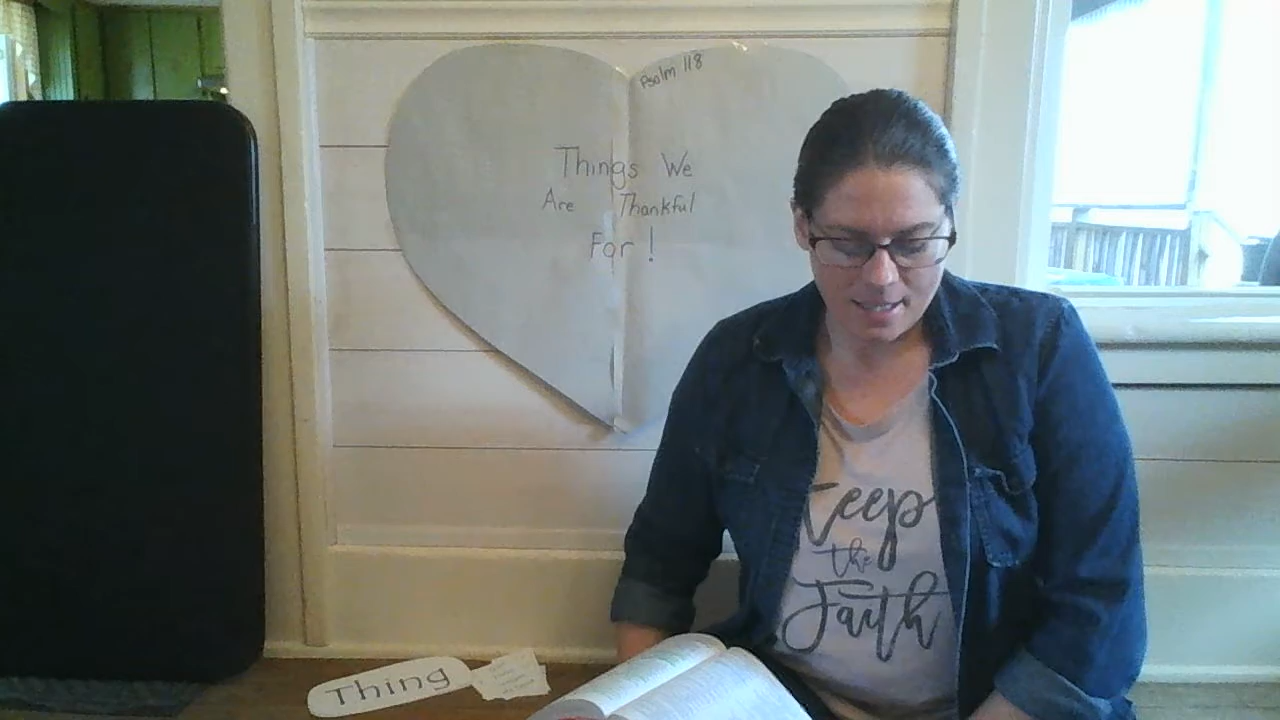 Psalm 118
Things We
Are Thankful
For!
Keep
the
Faith
Thing